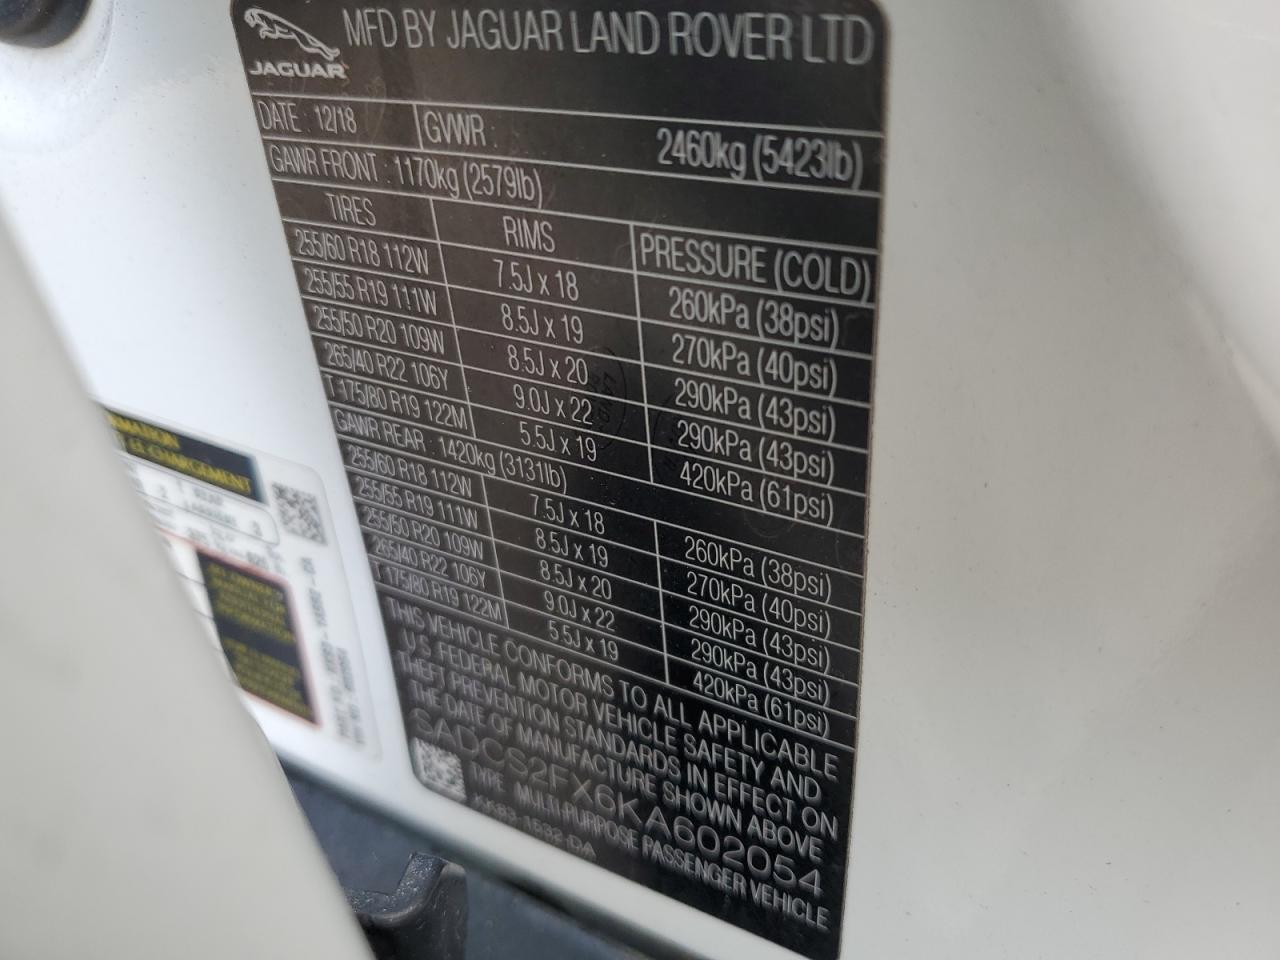 JAGUAR
MFD BY JAGUAR LAND ROVER LTD
DATE : 12/18 GVWR : 2460kg (5423lb)
GAWR FRONT : 1170kg (2579lb)
TIRES RIMS PRESSURE (COLD)
255/60 R18 112W 7.5J x 18 260kPa (38psi)
255/55 R19 111W 8.5J x 19 270kPa (40psi)
255/50 R20 109W 8.5J x 20 290kPa (43psi)
265/40 R22 106Y 9.0J x 22 290kPa (43psi)
T 175/80 R19 122M 5.5J x 19 420kPa (61psi)
GAWR REAR : 1420kg (3131lb)
255/60 R18 112W 7.5J x 18 260kPa (38psi)
255/55 R19 111W 8.5J x 19 270kPa (40psi)
255/50 R20 109W 8.5J x 20 290kPa (43psi)
265/40 R22 106Y 9.0J x 22 290kPa (43psi)
T 175/80 R19 122M 5.5J x 19 420kPa (61psi)
THIS VEHICLE CONFORMS TO ALL APPLICABLE
U.S. FEDERAL MOTOR VEHICLE SAFETY AND
THEFT PREVENTION STANDARDS IN EFFECT ON
THE DATE OF MANUFACTURE SHOWN ABOVE
SADCS2FX6KA602054
TYPE MULTI-PURPOSE PASSENGER VEHICLE
KK83-1532-DA
CHARGEMENT
REAR